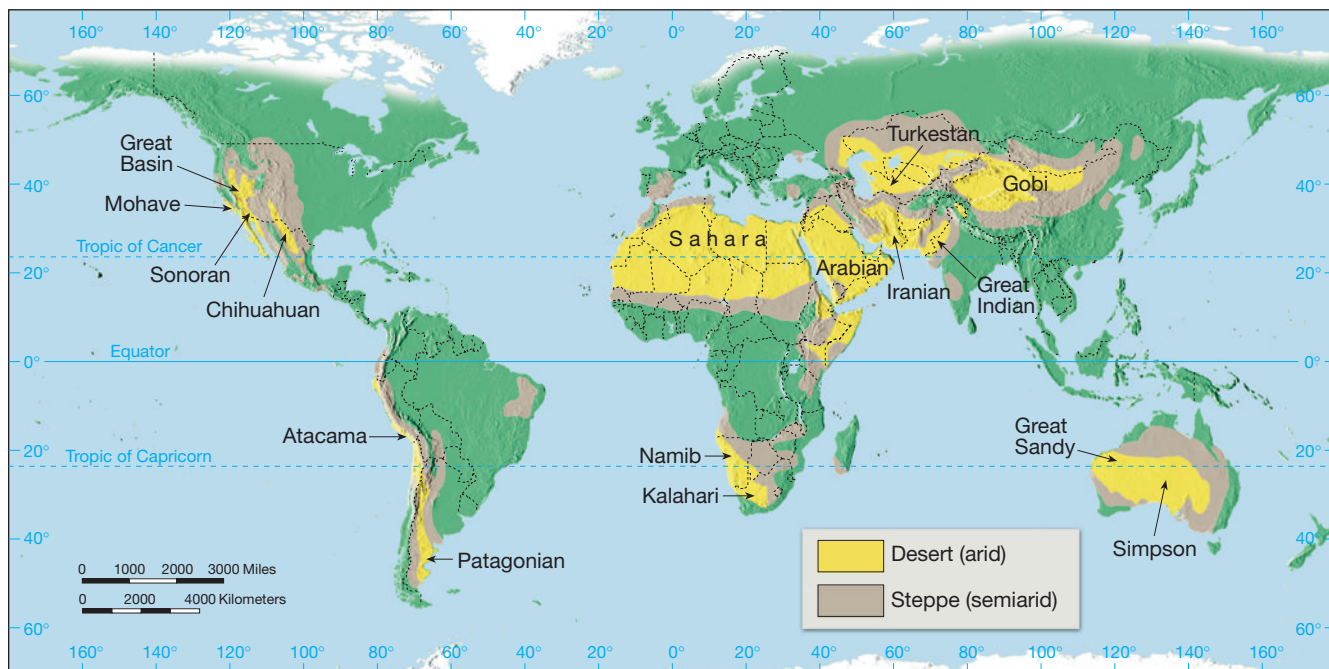 160° 140° 120° 100° 80° 60° 40° 20° 0° 20° 40° 60° 80° 100° 120° 140° 160°
60° 60°
Great
Basin
Turkestan
Gobi
40° 40°
Mohave
Sahara
Tropic of Cancer
Sonoran
Arabian
Iranian
Great
Indian
20° 20°
Chihuahuan
Equator
0° 0°
Atacama
Great
Sandy
20° 20°
Tropic of Capricorn
Namib
Kalahari
Simpson
40° 40°
Patagonian
Desert (arid)
Steppe (semiarid)
0 1000 2000 3000 Miles
0 2000 4000 Kilometers
60° 60°
160° 140° 120° 100° 80° 60° 40° 20° 0° 20° 40° 60° 80° 100° 120° 140° 160°